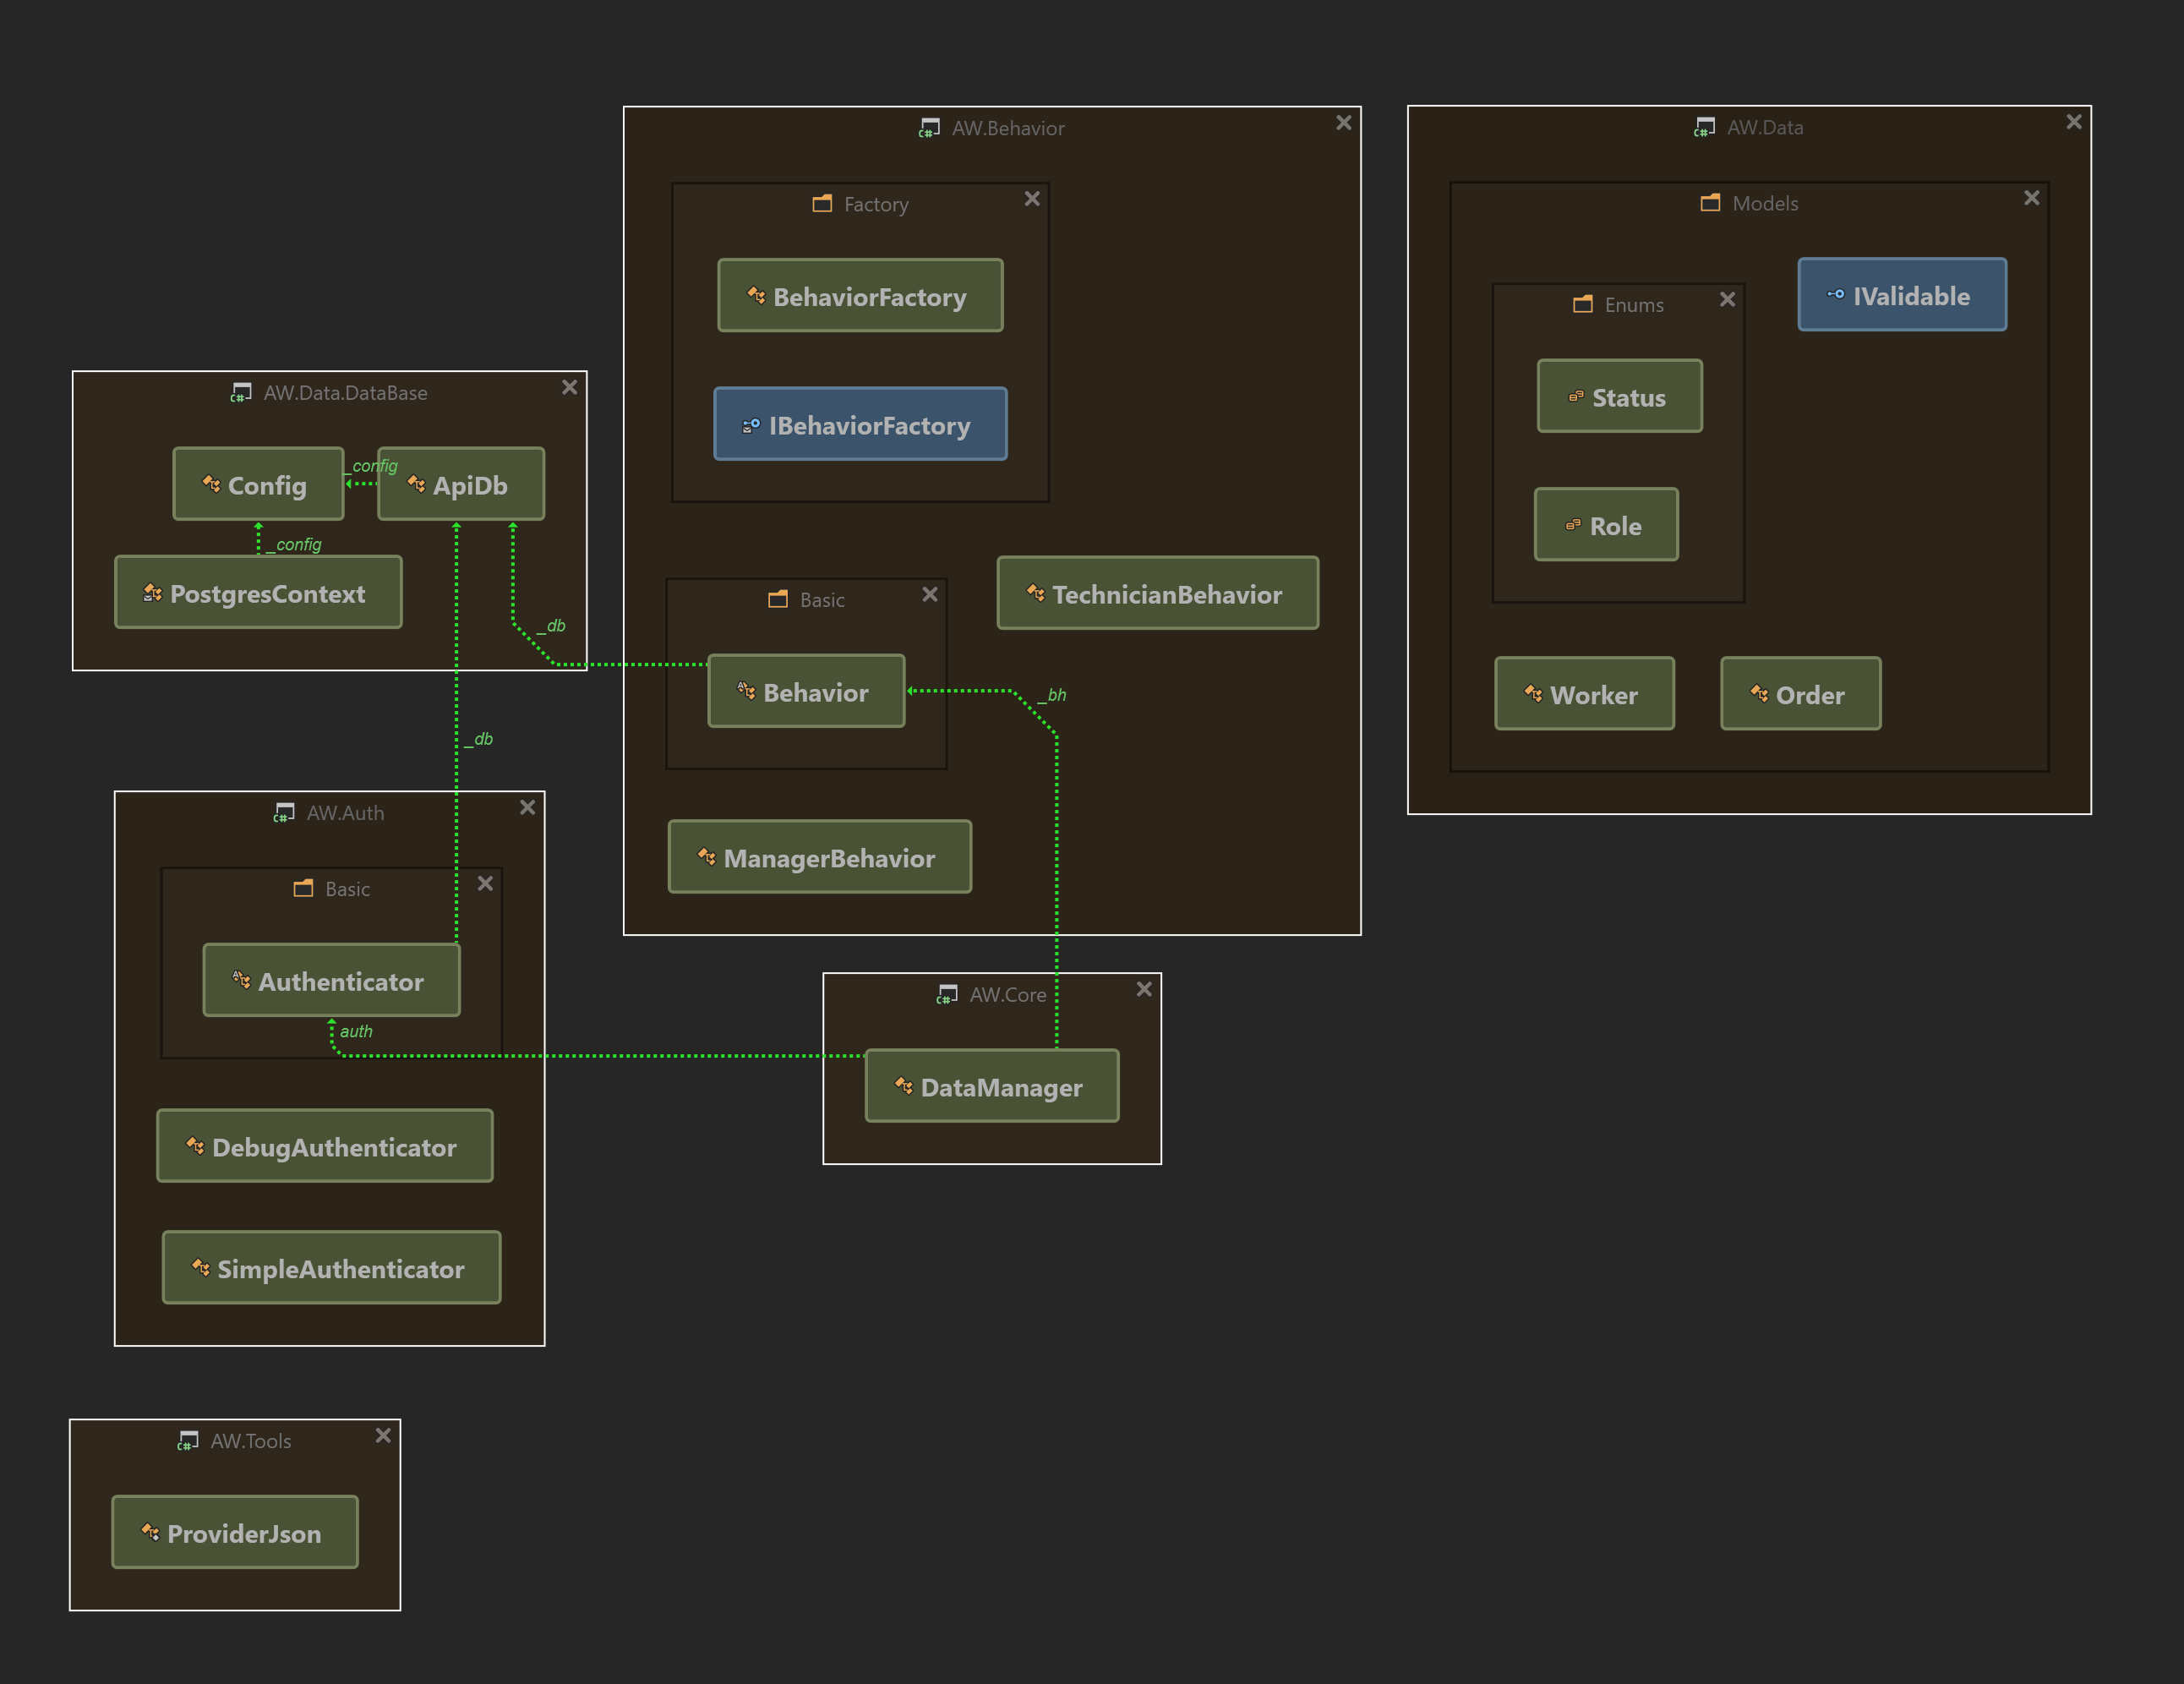 AW.Data.DataBase
Config
_config
ApiDb
_config
PostgresContext
_db
_db
AW.Behavior
Factory
BehaviorFactory
IBehaviorFactory
Basic
Behavior
TechnicianBehavior
_bh
ManagerBehavior
AW.Data
Models
IValidable
Enums
Status
Role
Worker
Order
AW.Auth
Basic
Authenticator
auth
DebugAuthenticator
SimpleAuthenticator
AW.Core
DataManager
AW.Tools
ProviderJson